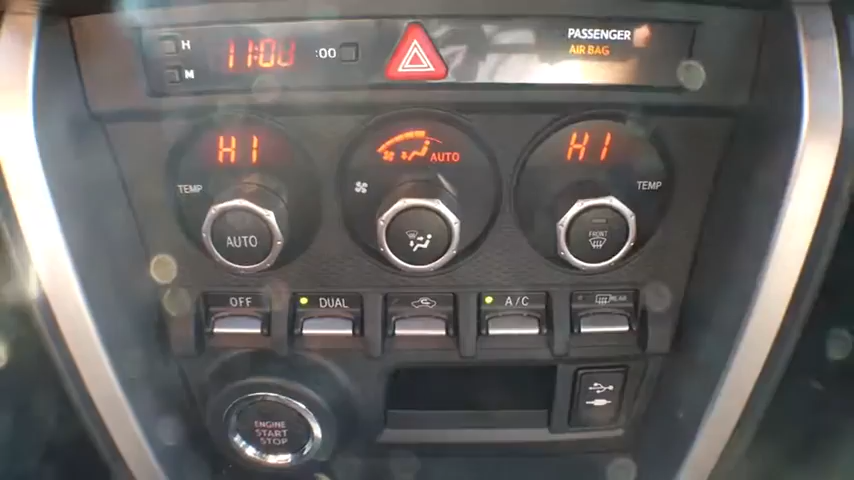 H
M
11:00
:00
PASSENGER
AIR BAG
HI
TEMP
AUTO
AUTO
HI
TEMP
FRONT
OFF
DUAL
A/C
REAR
ENGINE
START
STOP